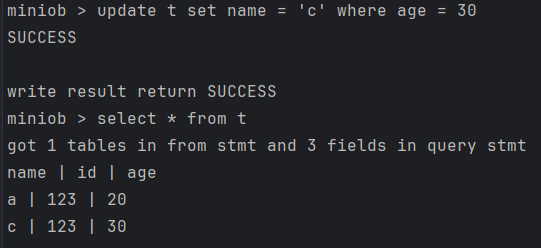 miniob > update t set name = 'c' where age = 30
SUCCESS
write result return SUCCESS
miniob > select * from t
got 1 tables in from stmt and 3 fields in query stmt
name | id | age
a | 123 | 20
c | 123 | 30